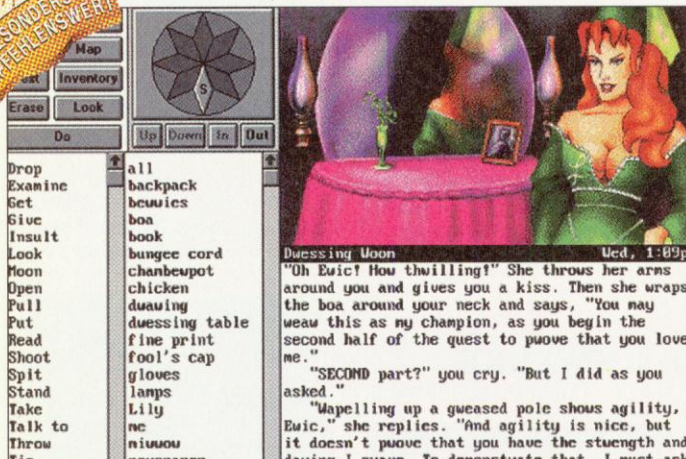 SONDERS
EHLENSWERT
Map
Inventory
Erase Look
Do
S
Up Down In Out
Drop
Examine
Get
Give
Insult
Look
Moon
Open
Pull
Put
Read
Shoot
Spit
Stand
Take
Talk to
Throw
Tie
all
backpack
bewwies
boa
book
bungee cord
chambewpot
chicken
dwawing
dwessing table
fine print
fool's cap
gloves
lamps
Lily
me
miwwow
Dwessing Woon Wed, 1:09p
"Oh Ewic! How thwilling!" She throws her arms
around you and gives you a kiss. Then she wraps
the boa around your neck and says, "You may
weaw this as my champion, as you begin the
second half of the quest to pwove that you love
me."
"SECOND part?" you cry. "But I did as you
asked."
"Wapelling up a gweased pole shows agility,
Ewic," she replies. "And agility is nice, but
it doesn't pwove that you have the stwength and
I must ask